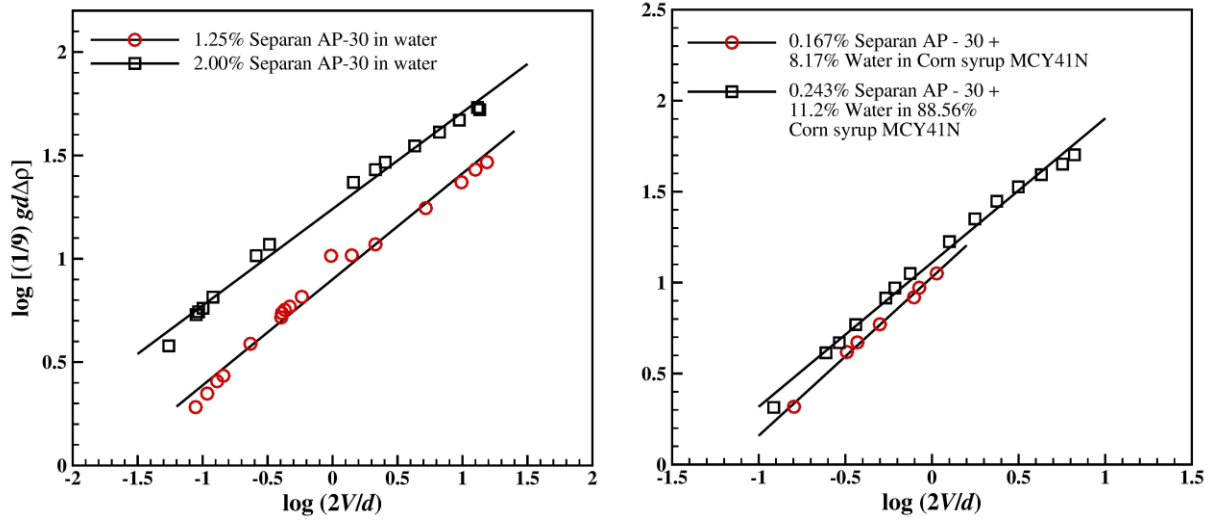 2
1.5
1
0.5
0
log [(1/9) gdΔρ]
1.25% Separan AP-30 in water
2.00% Separan AP-30 in water
-2 -1.5 -1 -0.5 0 0.5 1 1.5 2
log (2V/d)
2.5
2
1.5
1
0.5
0
0.167% Separan AP - 30 +
8.17% Water in Corn syrup MCY41N
0.243% Separan AP - 30 +
11.2% Water in 88.56%
Corn syrup MCY41N
-1.5 -1 -0.5 0 0.5 1 1.5
log (2V/d)